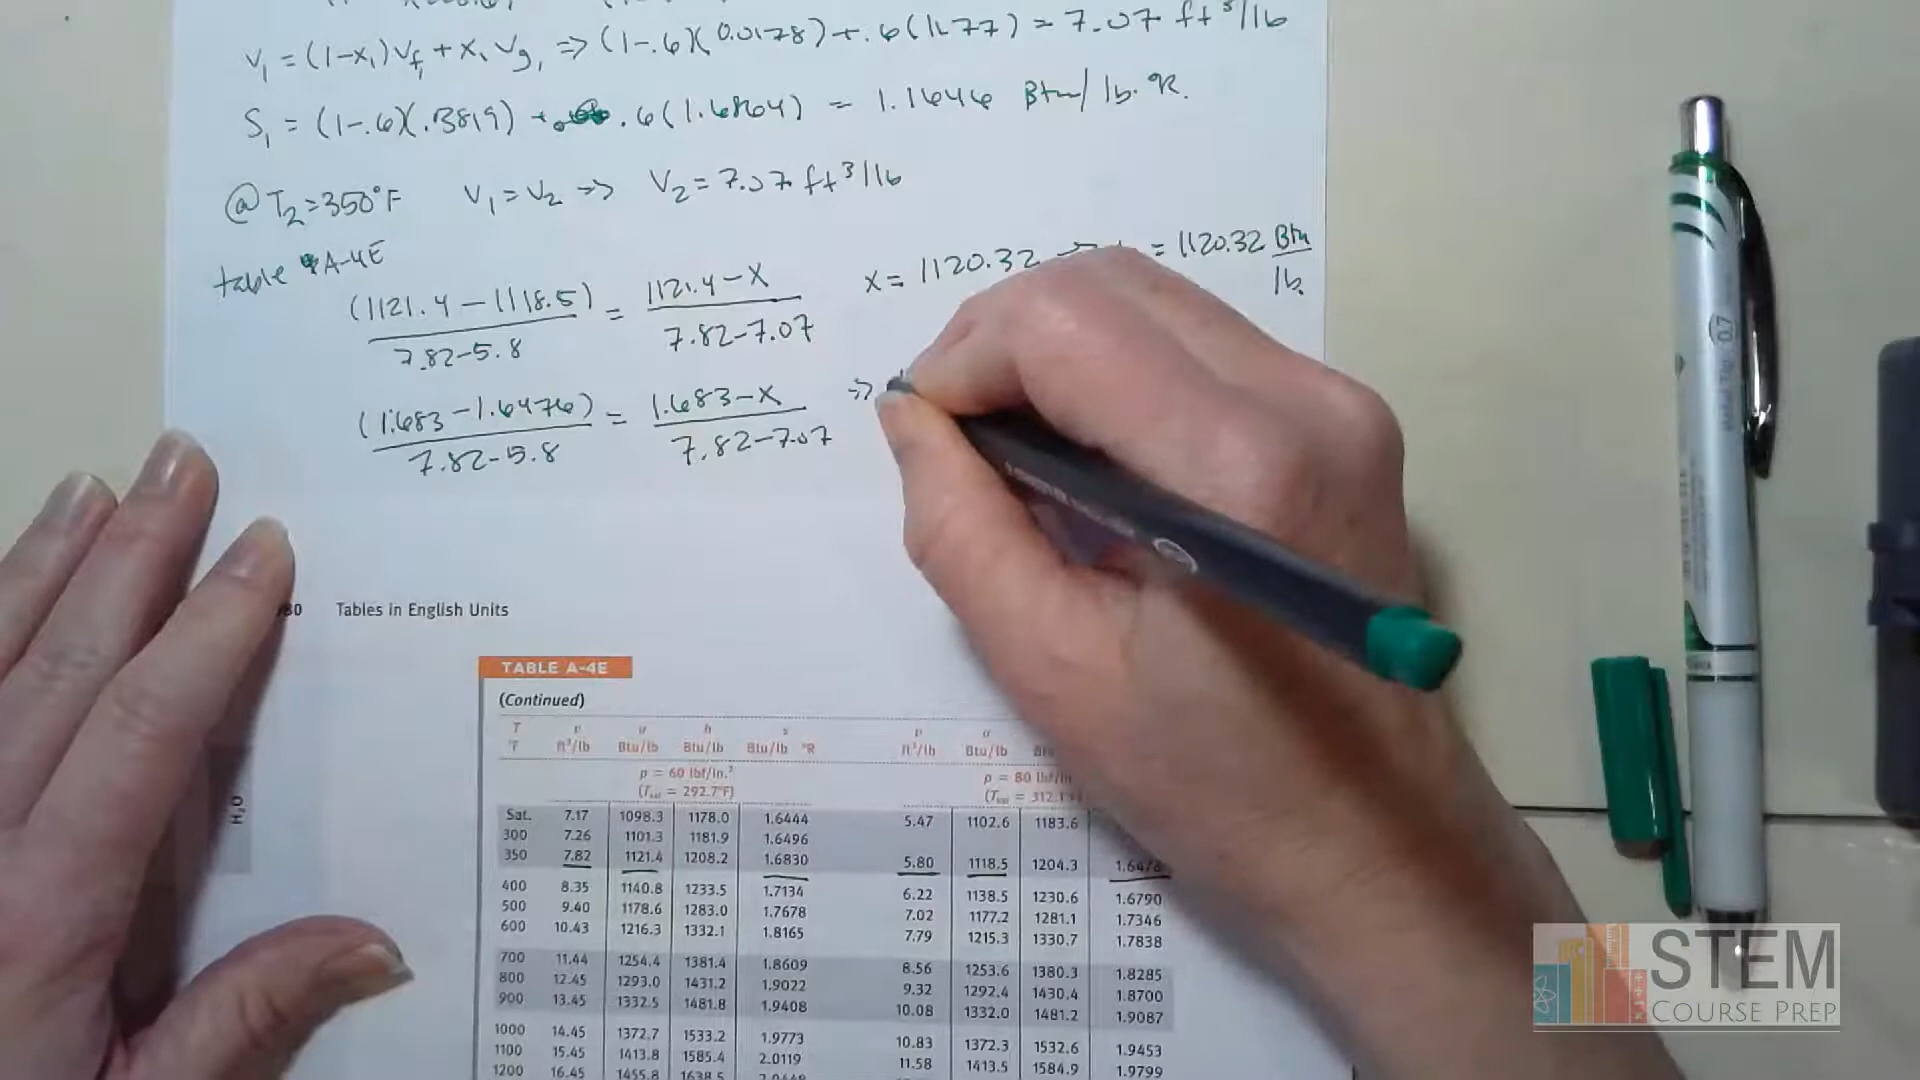 V₁ = (1-x₁)Vf₁ + x₁ Vg₁ => (1-.6)(0.0178) + .6(11.77) = 7.07 ft³/lb
S₁ = (1-.6)(.3819) + .6(1.6864) = 1.1646 Btu/lb.°R.
@ T₂=350°F V₁ = V₂ => V₂ = 7.07 ft³/lb
table A-4E
(1121.4 - 1118.5) / 7.82-5.8 = 1121.4 - X / 7.82-7.07
x = 1120.32 = 1120.32 Btu/lb.
(1.683 - 1.6476) / 7.82-5.8 = 1.683-X / 7.82-7.07 =>
Tables in English Units
H₂O
TABLE A-4E
(Continued)
T v u h s v u
°F ft³/lb Btu/lb Btu/lb Btu/lb · °R ft³/lb Btu/lb
p = 60 lbf/in.² p = 80 lbf/in
(Tsat = 292.7°F) (Tsat = 312.1°F)
Sat. 7.17 1098.3 1178.0 1.6444 5.47 1102.6 1183.6
300 7.26 1101.3 1181.9 1.6496
350 7.82 1121.4 1208.2 1.6830 5.80 1118.5 1204.3
400 8.35 1140.8 1233.5 1.7134 6.22 1138.5 1230.6 1.6790
500 9.40 1178.6 1283.0 1.7678 7.02 1177.2 1281.1 1.7346
600 10.43 1216.3 1332.1 1.8165 7.79 1215.3 1330.7 1.7838
700 11.44 1254.4 1381.4 1.8609 8.56 1253.6 1380.3 1.8285
800 12.45 1293.0 1431.2 1.9022 9.32 1292.4 1430.4 1.8700
900 13.45 1332.5 1481.8 1.9408 10.08 1332.0 1481.2 1.9087
1000 14.45 1372.7 1533.2 1.9773 10.83 1372.3 1532.6 1.9453
1100 15.45 1413.8 1585.4 2.0119 11.58 1413.5 1584.9 1.9799
1200 16.45 1455.8 1638.5
0.7
STEM
COURSE PREP